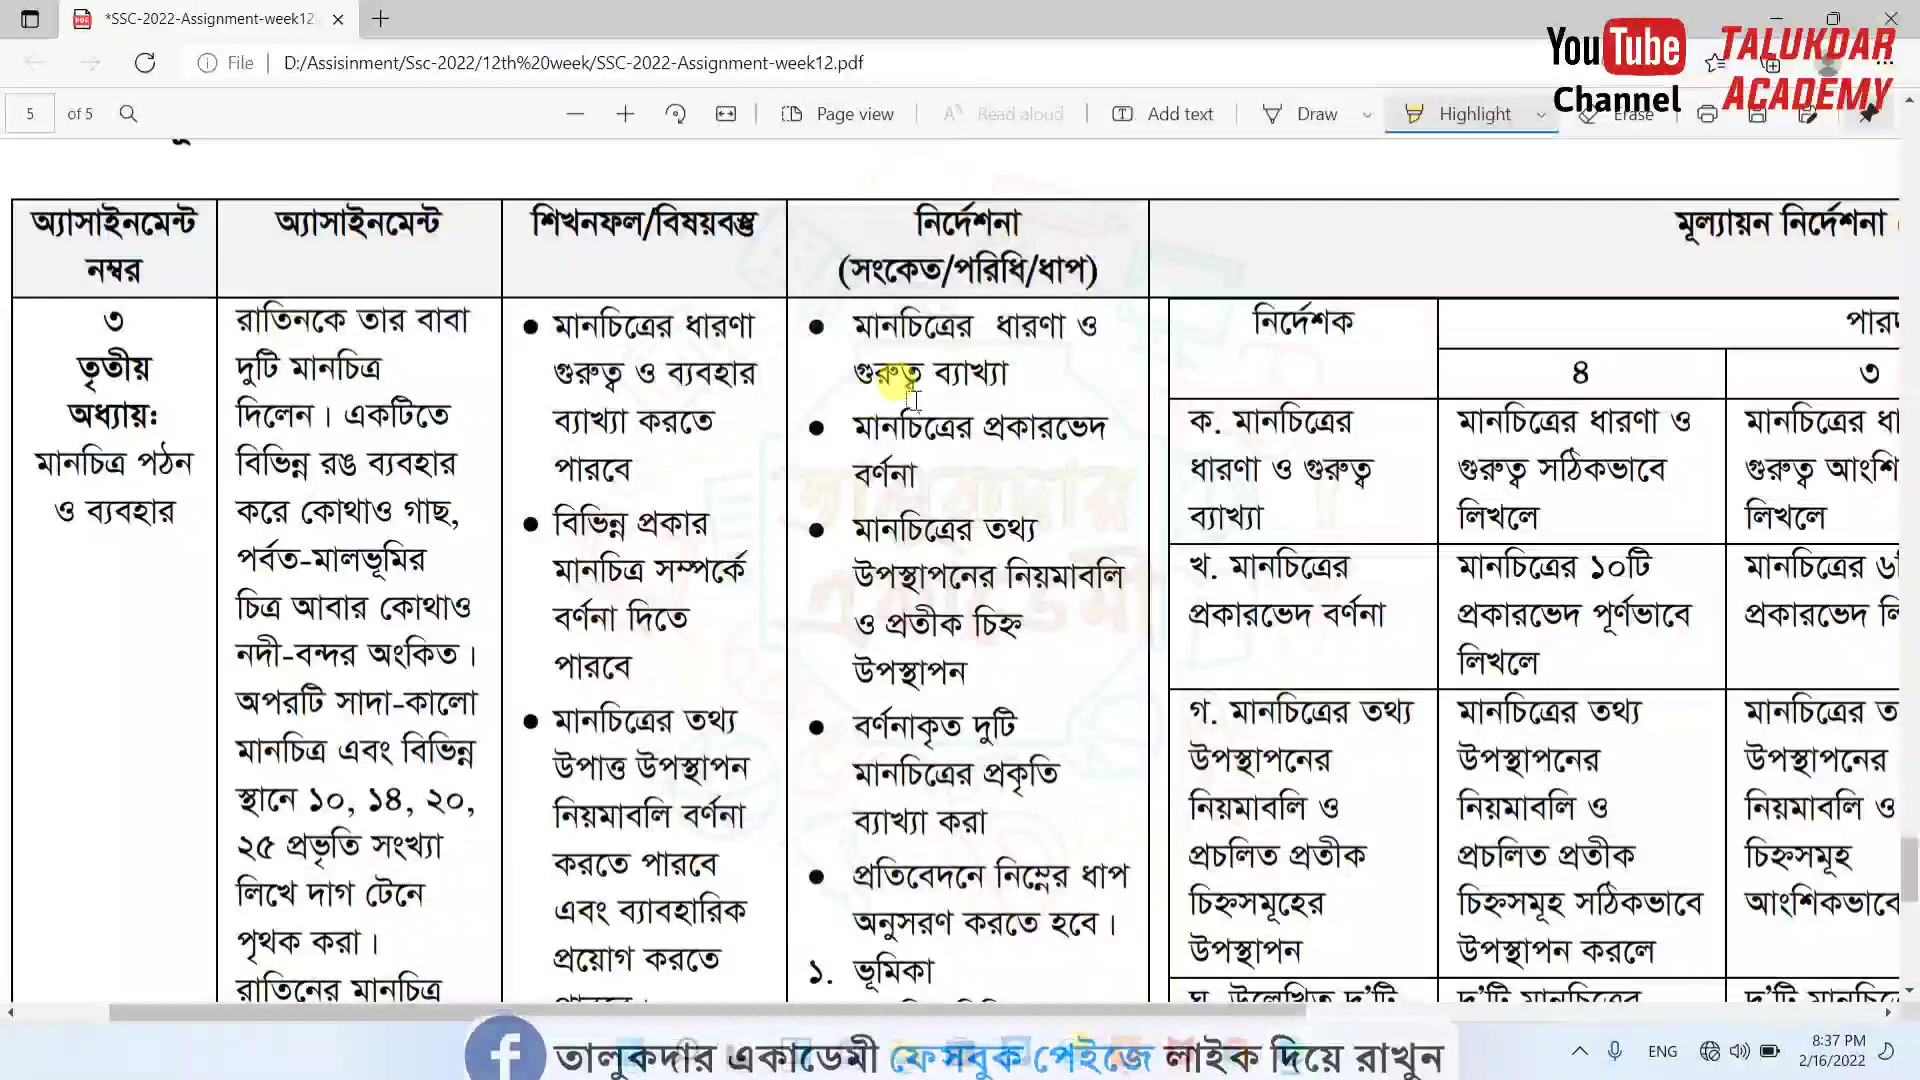 *SSC-2022-Assignment-week12
File
D:/Assisinment/Ssc-2022/12th%20week/SSC-2022-Assignment-week12.pdf
YouTube Channel
TALUKDAR ACADEMY
5 of 5
Page view
Read aloud
Add text
Draw
Highlight
Erase
অ্যাসাইনমেন্ট
নম্বর
অ্যাসাইনমেন্ট
শিখনফল/বিষয়বস্তু
নির্দেশনা
(সংকেত/পরিধি/ধাপ)
মূল্যায়ন নির্দেশনা
৩
তৃতীয়
অধ্যায়:
মানচিত্র পঠন
ও ব্যবহার
রাতিনকে তার বাবা
দুটি মানচিত্র
দিলেন। একটিতে
বিভিন্ন রঙ ব্যবহার
করে কোথাও গাছ,
পর্বত-মালভূমির
চিত্র আবার কোথাও
নদী-বন্দর অংকিত।
অপরটি সাদা-কালো
মানচিত্র এবং বিভিন্ন
স্থানে ১০, ১৪, ২০,
২৫ প্রভৃতি সংখ্যা
লিখে দাগ টেনে
পৃথক করা।
রাতিনের মানচিত্র
● মানচিত্রের ধারণা
গুরুত্ব ও ব্যবহার
ব্যাখ্যা করতে
পারবে
● বিভিন্ন প্রকার
মানচিত্র সম্পর্কে
বর্ণনা দিতে
পারবে
● মানচিত্রের তথ্য
উপাত্ত উপস্থাপন
নিয়মাবলি বর্ণনা
করতে পারবে
এবং ব্যাবহারিক
প্রয়োগ করতে
● মানচিত্রের ধারণা ও
গুরুত্ব ব্যাখ্যা
● মানচিত্রের প্রকারভেদ
বর্ণনা
● মানচিত্রের তথ্য
উপস্থাপনের নিয়মাবলি
ও প্রতীক চিহ্ন
উপস্থাপন
● বর্ণনাকৃত দুটি
মানচিত্রের প্রকৃতি
ব্যাখ্যা করা
● প্রতিবেদনে নিম্নের ধাপ
অনুসরণ করতে হবে।
১. ভূমিকা
নির্দেশক
৪
৩
ক. মানচিত্রের
ধারণা ও গুরুত্ব
ব্যাখ্যা
মানচিত্রের ধারণা ও
গুরুত্ব সঠিকভাবে
লিখলে
মানচিত্রের ধা
গুরুত্ব আংশি
লিখলে
খ. মানচিত্রের
প্রকারভেদ বর্ণনা
মানচিত্রের ১০টি
প্রকারভেদ পূর্ণভাবে
লিখলে
মানচিত্রের ৬
প্রকারভেদ লি
গ. মানচিত্রের তথ্য
উপস্থাপনের
নিয়মাবলি ও
প্রচলিত প্রতীক
চিহ্নসমূহের
উপস্থাপন
মানচিত্রের তথ্য
উপস্থাপনের
নিয়মাবলি ও
প্রচলিত প্রতীক
চিহ্নসমূহ সঠিকভাবে
উপস্থাপন করলে
মানচিত্রের ত
উপস্থাপনের
নিয়মাবলি ও
চিহ্নসমূহ
আংশিকভাবে
ঘ. উল্লেখিত দু'টি
দু'টি মানচিত্রের
তালুকদার একাডেমী
তালুকদার একাডেমী ফেসবুক পেইজে লাইক দিয়ে রাখুন
ENG
8:37 PM
2/16/2022